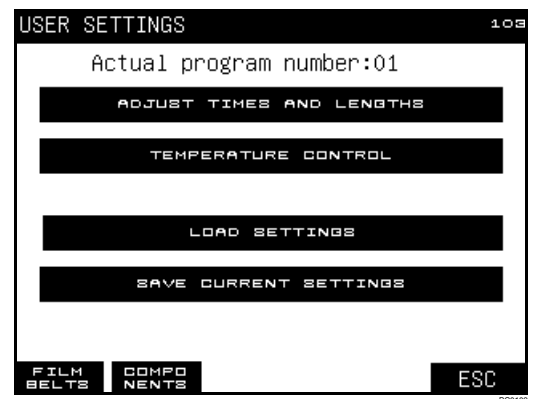 USER SETTINGS 103
Actual program number:01
ADJUST TIMES AND LENGTHS
TEMPERATURE CONTROL
LOAD SETTINGS
SAVE CURRENT SETTINGS
FILM
BELTS
COMPO
NENTS
ESC